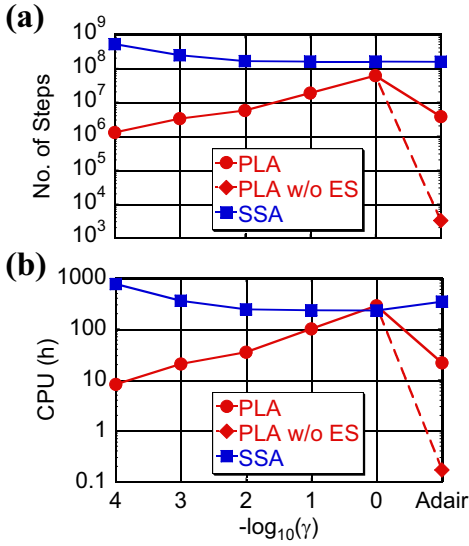 (a)
10^9
10^8
10^7
10^6
10^5
10^4
10^3
No. of Steps
PLA
PLA w/o ES
SSA
(b)
1000
100
10
1
0.1
CPU (h)
PLA
PLA w/o ES
SSA
4 3 2 1 0 Adair
-log₁₀(γ)